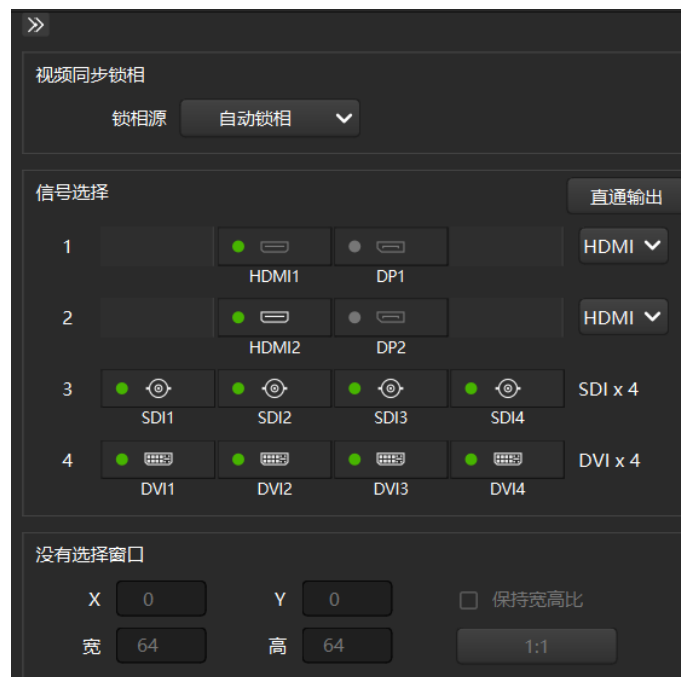 视频同步锁相
锁相源 自动锁相
信号选择 直通输出
1 HDMI
HDMI1 DP1
2 HDMI
HDMI2 DP2
3 SDI x 4
SDI1 SDI2 SDI3 SDI4
4 DVI x 4
DVI1 DVI2 DVI3 DVI4
没有选择窗口
X 0 Y 0 保持宽高比
宽 64 高 64 1:1